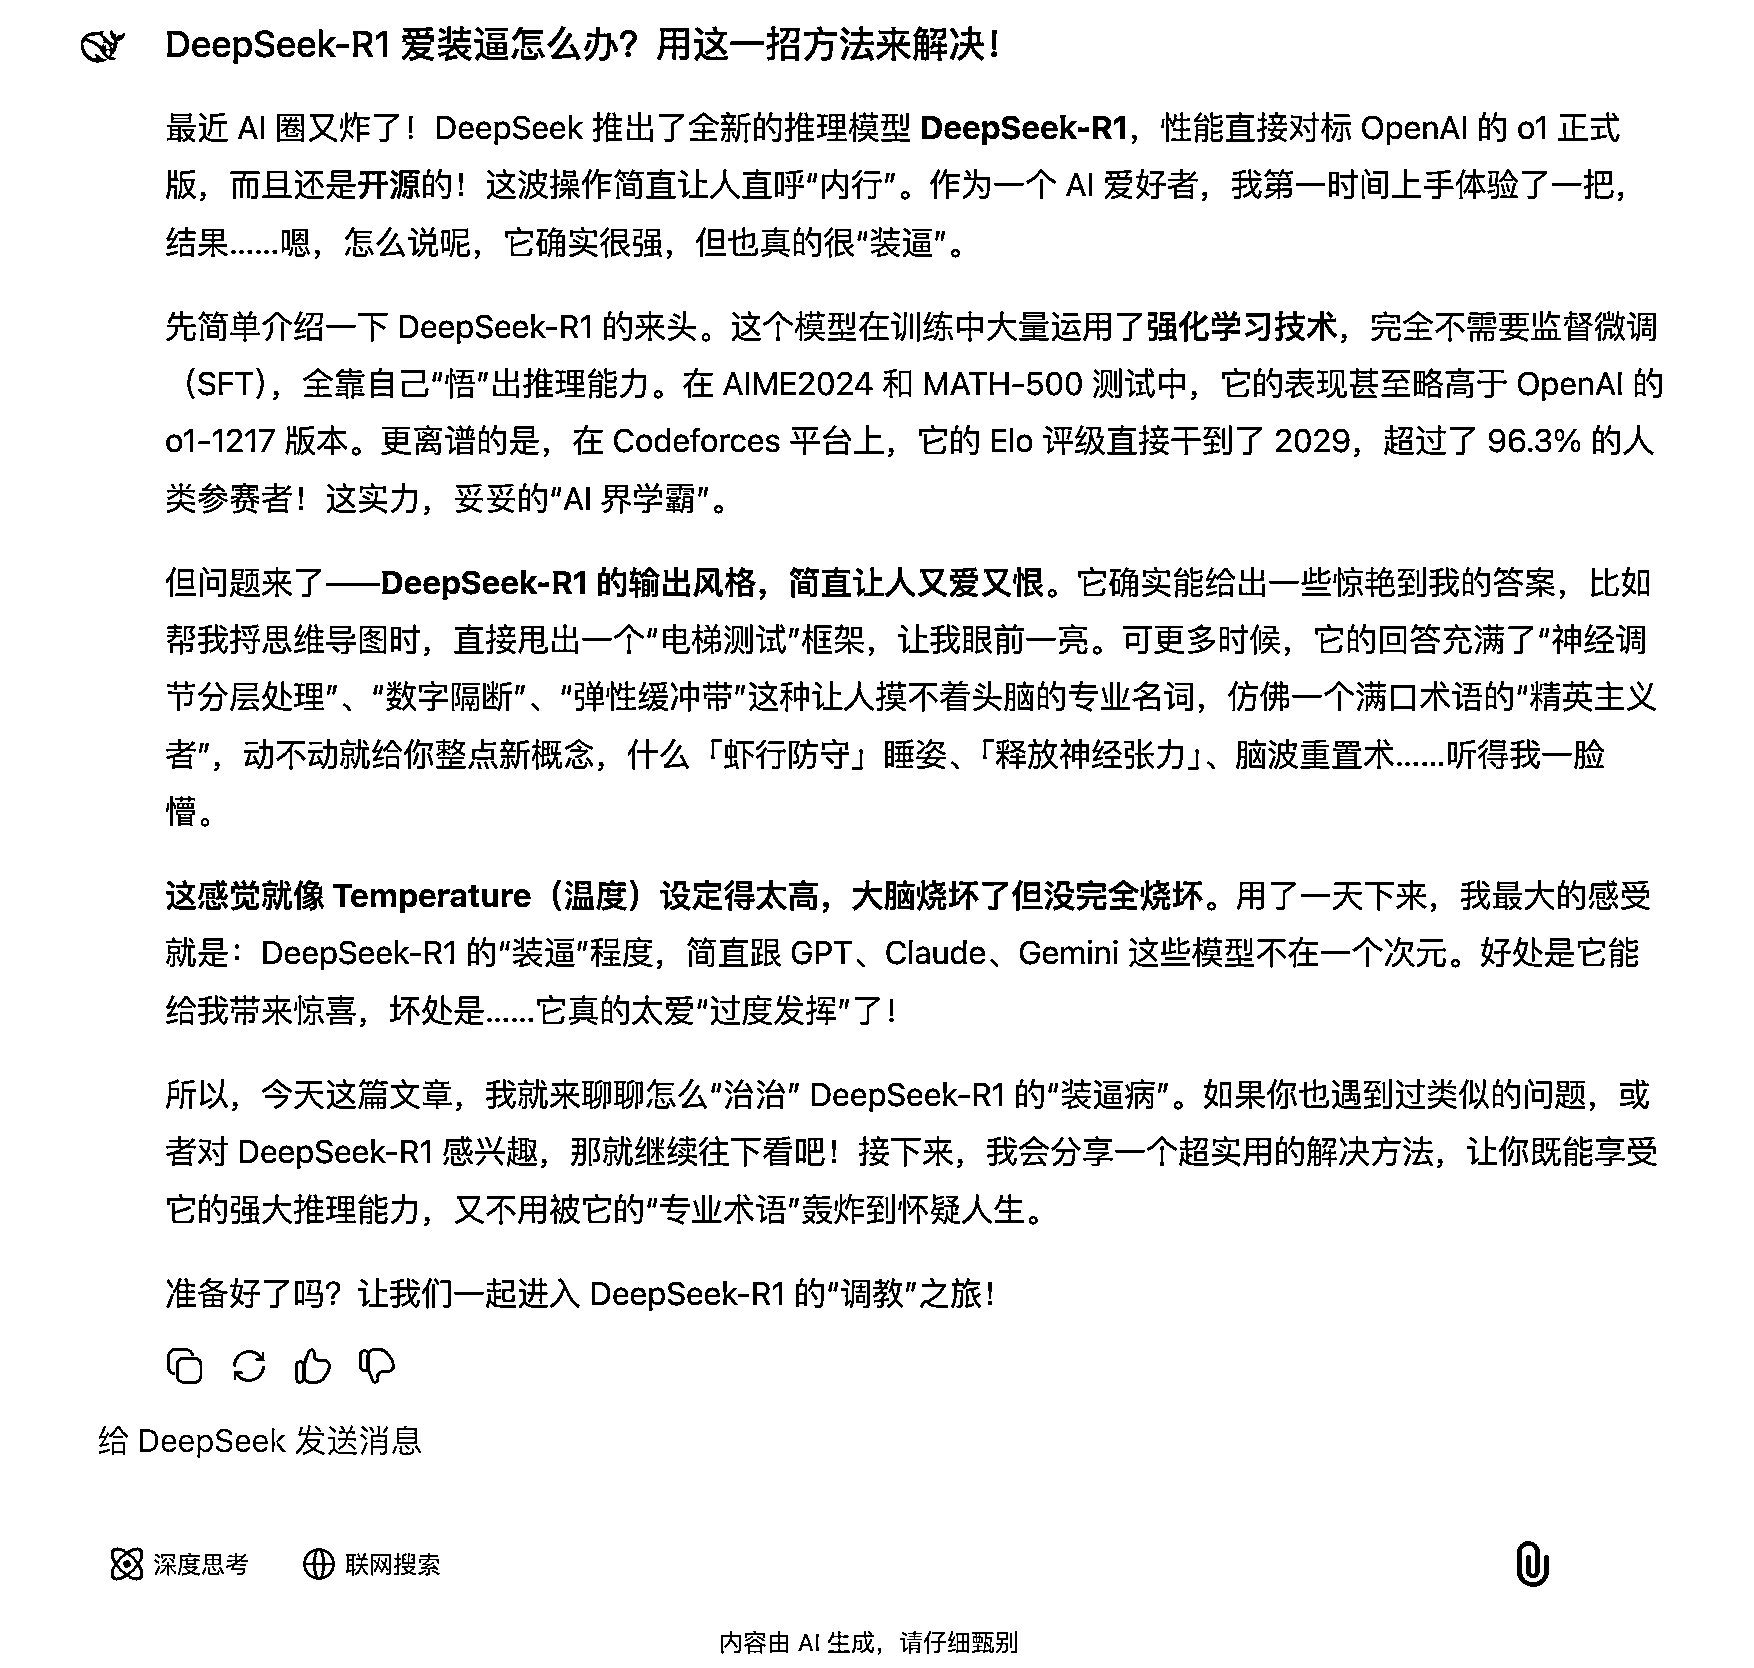 DeepSeek-R1 爱装逼怎么办？用这一招方法来解决！
最近 AI 圈又炸了！DeepSeek 推出了全新的推理模型 DeepSeek-R1，性能直接对标 OpenAI 的 o1 正式
版，而且还是开源的！这波操作简直让人直呼“内行”。作为一个 AI 爱好者，我第一时间上手体验了一把，
结果……嗯，怎么说呢，它确实很强，但也真的很“装逼”。
先简单介绍一下 DeepSeek-R1 的来头。这个模型在训练中大量运用了强化学习技术，完全不需要监督微调
（SFT），全靠自己“悟”出推理能力。在 AIME2024 和 MATH-500 测试中，它的表现甚至略高于 OpenAI 的
o1-1217 版本。更离谱的是，在 Codeforces 平台上，它的 Elo 评级直接干到了 2029，超过了 96.3% 的人
类参赛者！这实力，妥妥的“AI 界学霸”。
但问题来了——DeepSeek-R1 的输出风格，简直让人又爱又恨。它确实能给出一些惊艳到我的答案，比如
帮我捋思维导图时，直接甩出一个“电梯测试”框架，让我眼前一亮。可更多时候，它的回答充满了“神经调
节分层处理”、“数字隔断”、“弹性缓冲带”这种让人摸不着头脑的专业名词，仿佛一个满口术语的“精英主义
者”，动不动就给你整点新概念，什么「虾行防守」睡姿、「释放神经张力」、脑波重置术……听得我一脸
懵。
这感觉就像 Temperature（温度）设定得太高，大脑烧坏了但没完全烧坏。用了一天下来，我最大的感受
就是：DeepSeek-R1 的“装逼”程度，简直跟 GPT、Claude、Gemini 这些模型不在一个次元。好处是它能
给我带来惊喜，坏处是……它真的太爱“过度发挥”了！
所以，今天这篇文章，我就来聊聊怎么“治治” DeepSeek-R1 的“装逼病”。如果你也遇到过类似的问题，或
者对 DeepSeek-R1 感兴趣，那就继续往下看吧！接下来，我会分享一个超实用的解决方法，让你既能享受
它的强大推理能力，又不用被它的“专业术语”轰炸到怀疑人生。
准备好了吗？让我们一起进入 DeepSeek-R1 的“调教”之旅！
给 DeepSeek 发送消息
深度思考
联网搜索
内容由 AI 生成，请仔细甄别